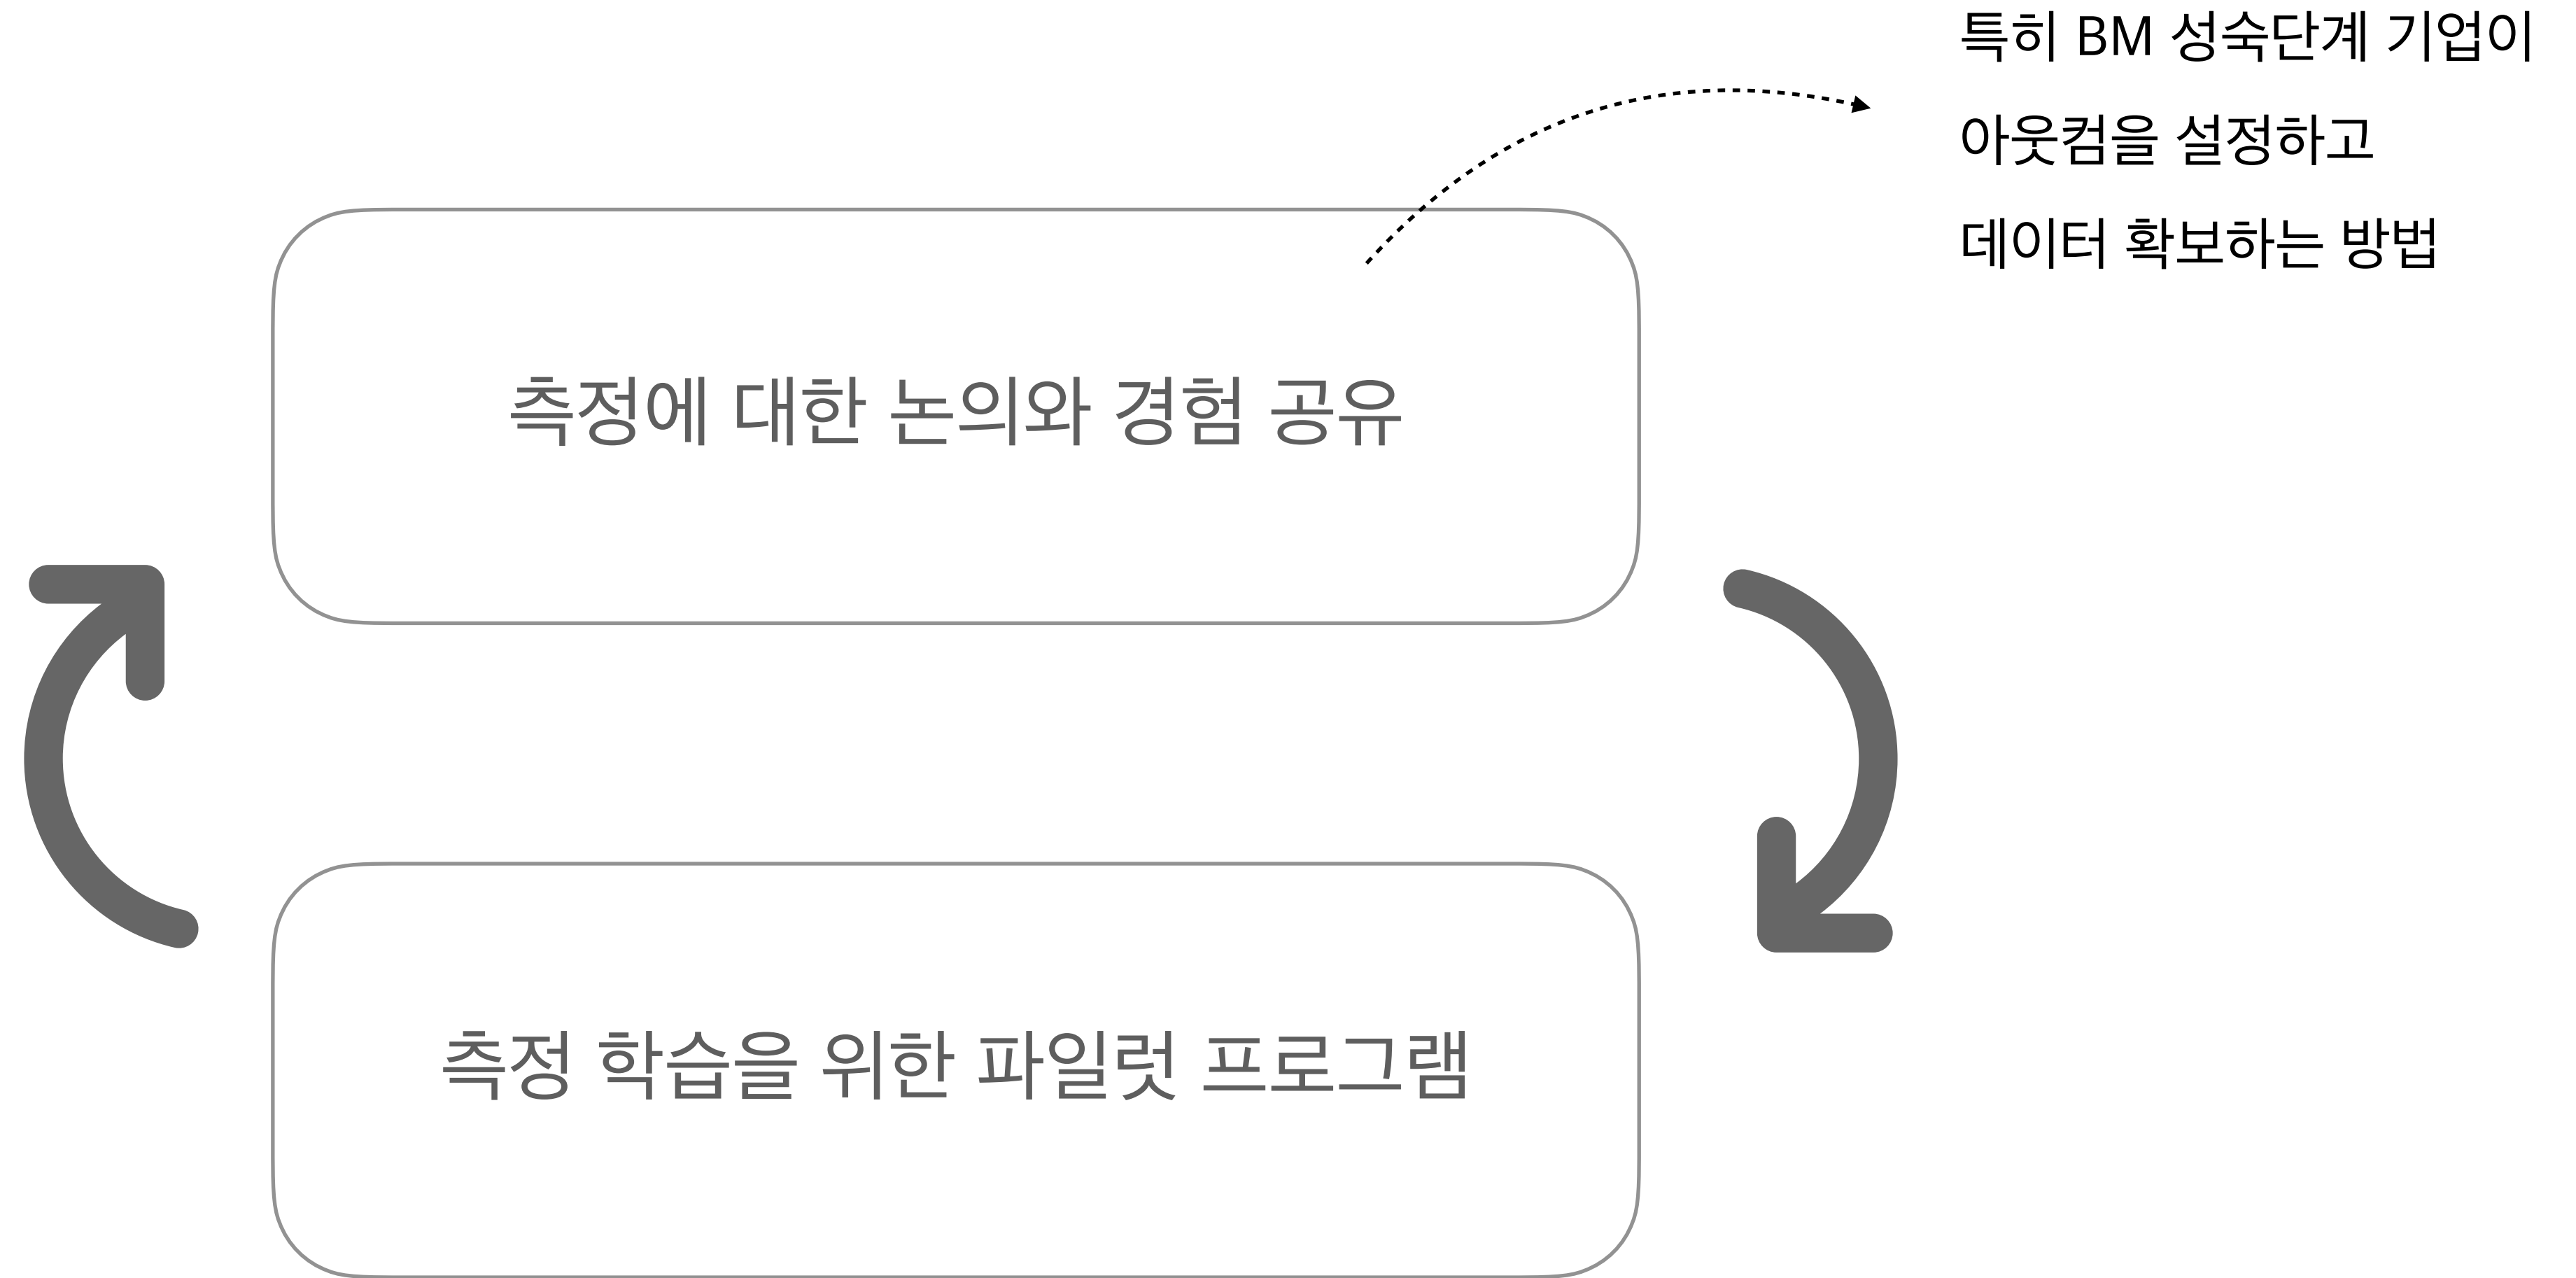 특히 BM 성숙단계 기업이
아웃컴을 설정하고
데이터 확보하는 방법
측정에 대한 논의와 경험 공유
측정 학습을 위한 파일럿 프로그램